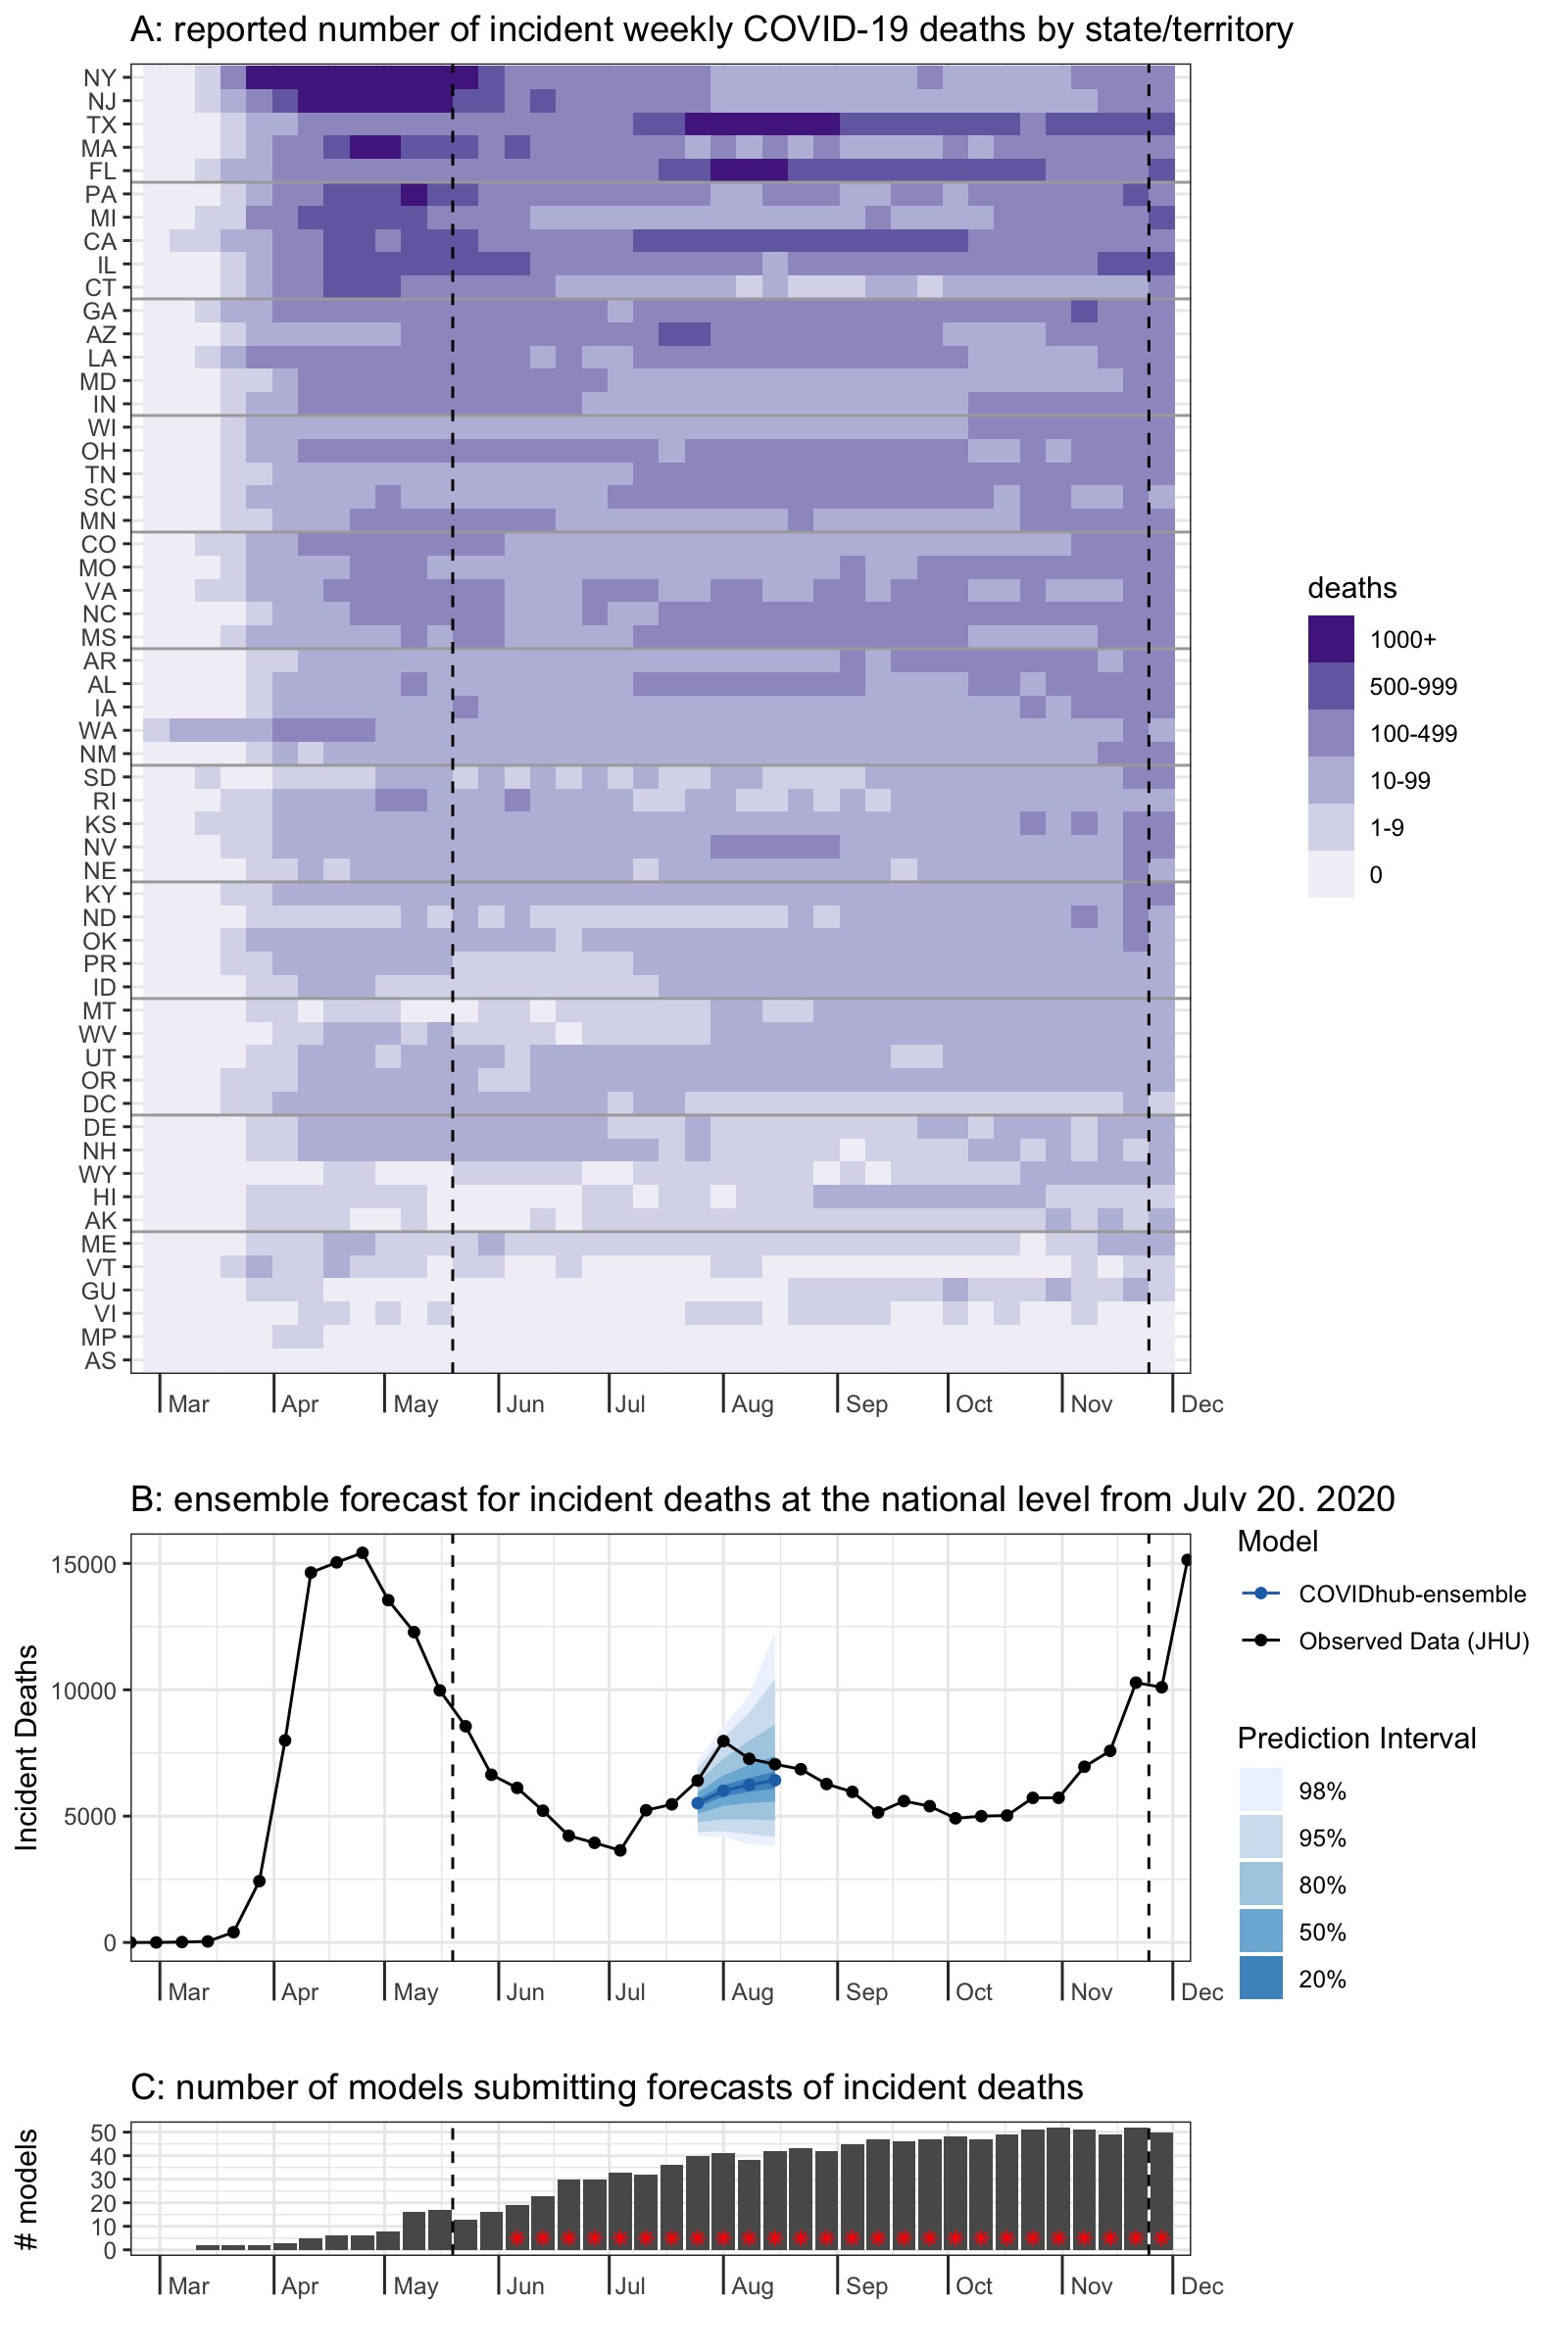 A: reported number of incident weekly COVID-19 deaths by state/territory
NY
NJ
TX
MA
FL
PA
MI
CA
IL
CT
GA
AZ
LA
MD
IN
WI
OH
TN
SC
MN
CO
MO
VA
NC
MS
AR
AL
IA
WA
NM
SD
RI
KS
NV
NE
KY
ND
OK
PR
ID
MT
WV
UT
OR
DC
DE
NH
WY
HI
AK
ME
VT
GU
VI
MP
AS
Mar Apr May Jun Jul Aug Sep Oct Nov Dec
deaths
1000+
500-999
100-499
10-99
1-9
0
B: ensemble forecast for incident deaths at the national level from July 20, 2020
Incident Deaths
15000
10000
5000
0
Mar Apr May Jun Jul Aug Sep Oct Nov Dec
Model
COVIDhub-ensemble
Observed Data (JHU)
Prediction Interval
98%
95%
80%
50%
20%
C: number of models submitting forecasts of incident deaths
# models
50
40
30
20
10
0
Mar Apr May Jun Jul Aug Sep Oct Nov Dec